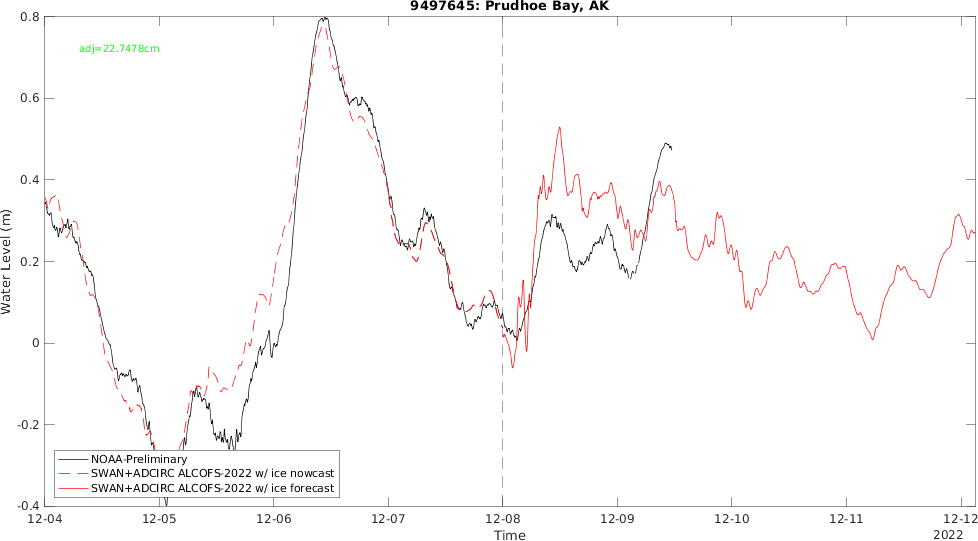 9497645: Prudhoe Bay, AK
adj=22.7478cm
Water Level (m)
0.8
0.6
0.4
0.2
0
-0.2
-0.4
NOAA-Preliminary
SWAN+ADCIRC ALCOFS-2022 w/ ice nowcast
SWAN+ADCIRC ALCOFS-2022 w/ ice forecast
12-04 12-05 12-06 12-07 12-08 12-09 12-10 12-11 12-12
Time
2022